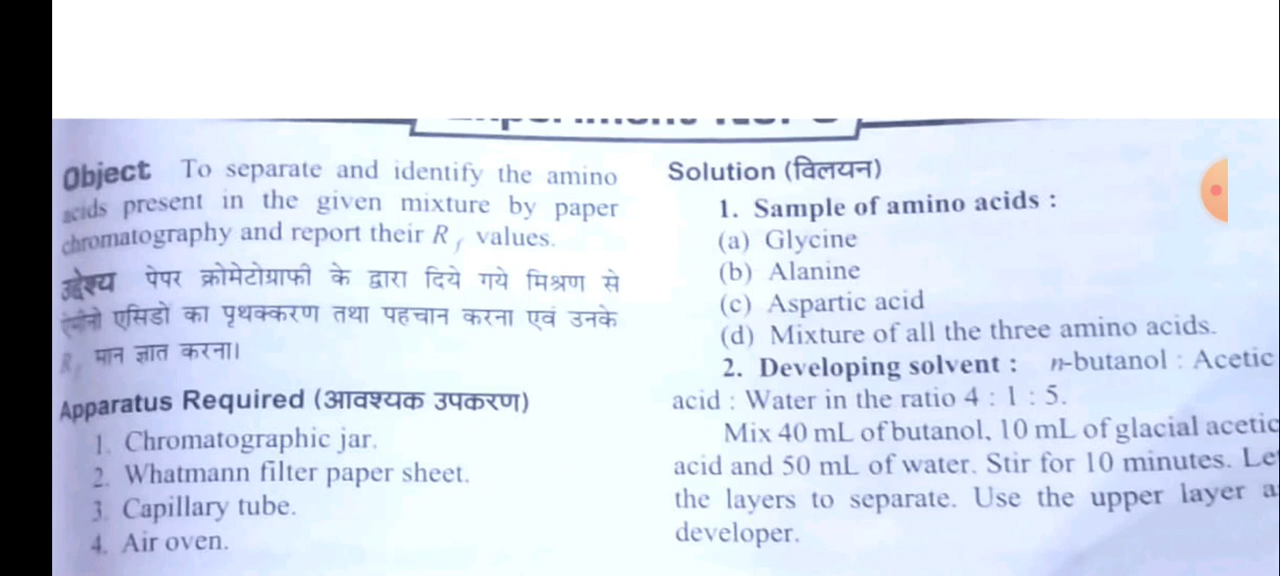 Object To separate and identify the amino
acids present in the given mixture by paper
chromatography and report their R f values.
उद्देश्य पेपर क्रोमेटोग्राफी के द्वारा दिये गये मिश्रण से
एसिडों का पृथक्करण तथा पहचान करना एवं उनके
R f मान ज्ञात करना।
Apparatus Required (आवश्यक उपकरण)
1. Chromatographic jar.
2. Whatmann filter paper sheet.
3. Capillary tube.
4. Air oven.
Solution (विलयन)
1. Sample of amino acids :
(a) Glycine
(b) Alanine
(c) Aspartic acid
(d) Mixture of all the three amino acids.
2. Developing solvent : n-butanol : Acetic
acid : Water in the ratio 4 : 1 : 5.
Mix 40 mL of butanol, 10 mL of glacial acetic
acid and 50 mL of water. Stir for 10 minutes.
the layers to separate. Use the upper layer
developer.